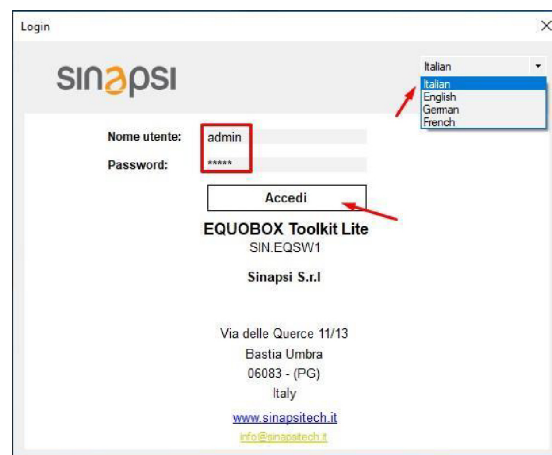 Login
sinapsi
Italian
Italian
English
German
French
Nome utente: admin
Password: *****
Accedi
EQUOBOX Toolkit Lite
SIN.EQSW1
Sinapsi S.r.l
Via delle Querce 11/13
Bastia Umbra
06083 - (PG)
Italy
www.sinapsitech.it
info@sinapsitech.it